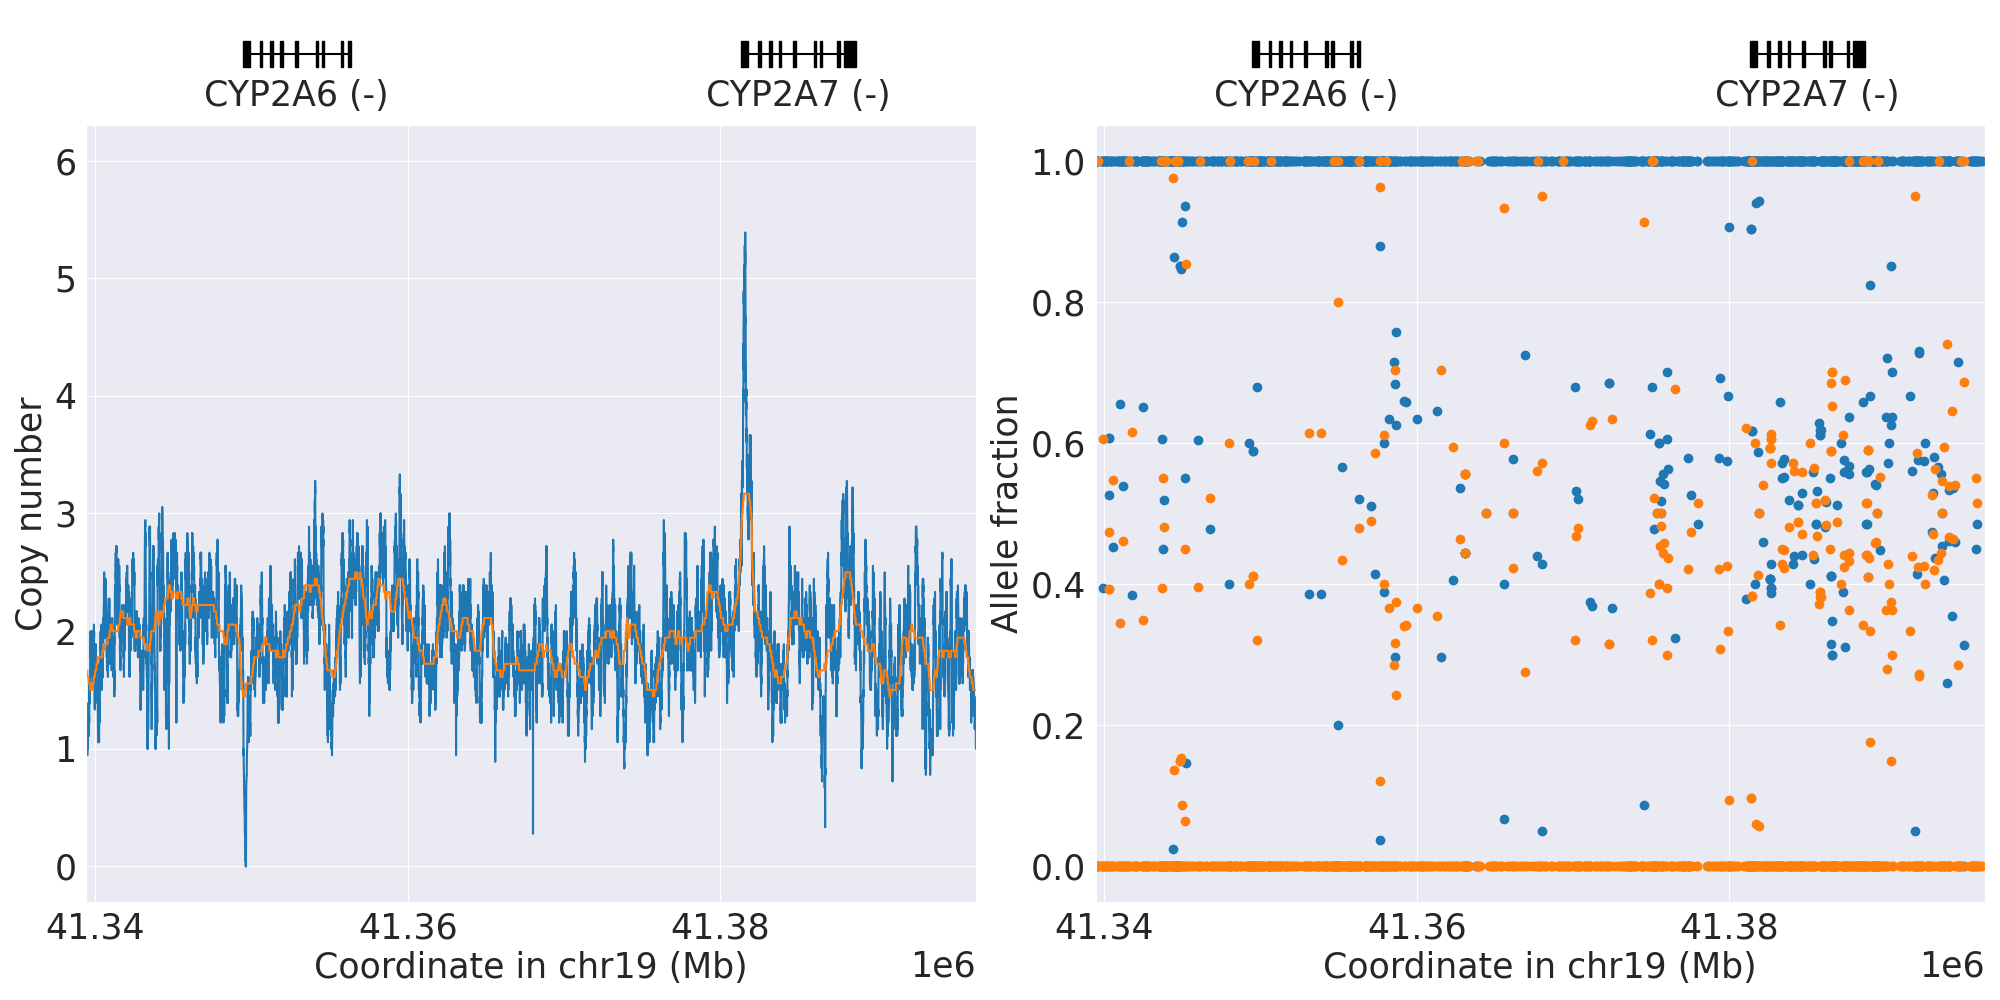 CYP2A6 (-)
CYP2A7 (-)
6
5
4
3
2
1
0
Copy number
41.34
41.36
41.38
Coordinate in chr19 (Mb)
1e6
CYP2A6 (-)
CYP2A7 (-)
1.0
0.8
0.6
0.4
0.2
0.0
Allele fraction
41.34
41.36
41.38
Coordinate in chr19 (Mb)
1e6